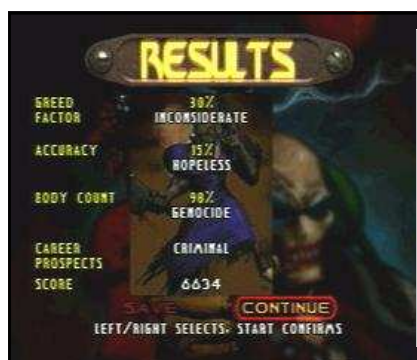 RESULTS
GREED FACTOR 30% INCONSIDERATE
ACCURACY 15% HOPELESS
BODY COUNT 98% GENOCIDE
CAREER PROSPECTS CRIMINAL
SCORE 6634
SAVE CONTINUE
LEFT/RIGHT SELECTS, START CONFIRMS